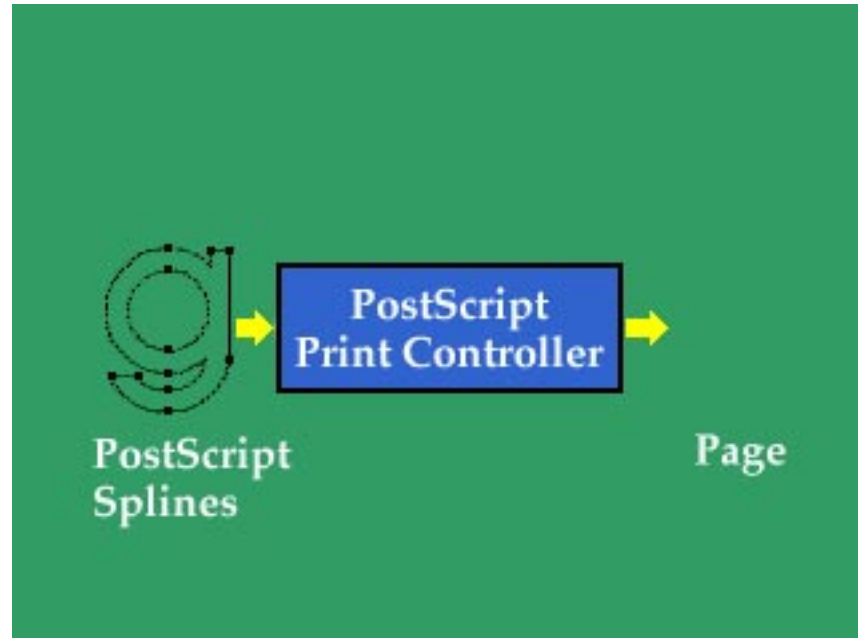 g
PostScript
Print Controller
PostScript
Splines
Page